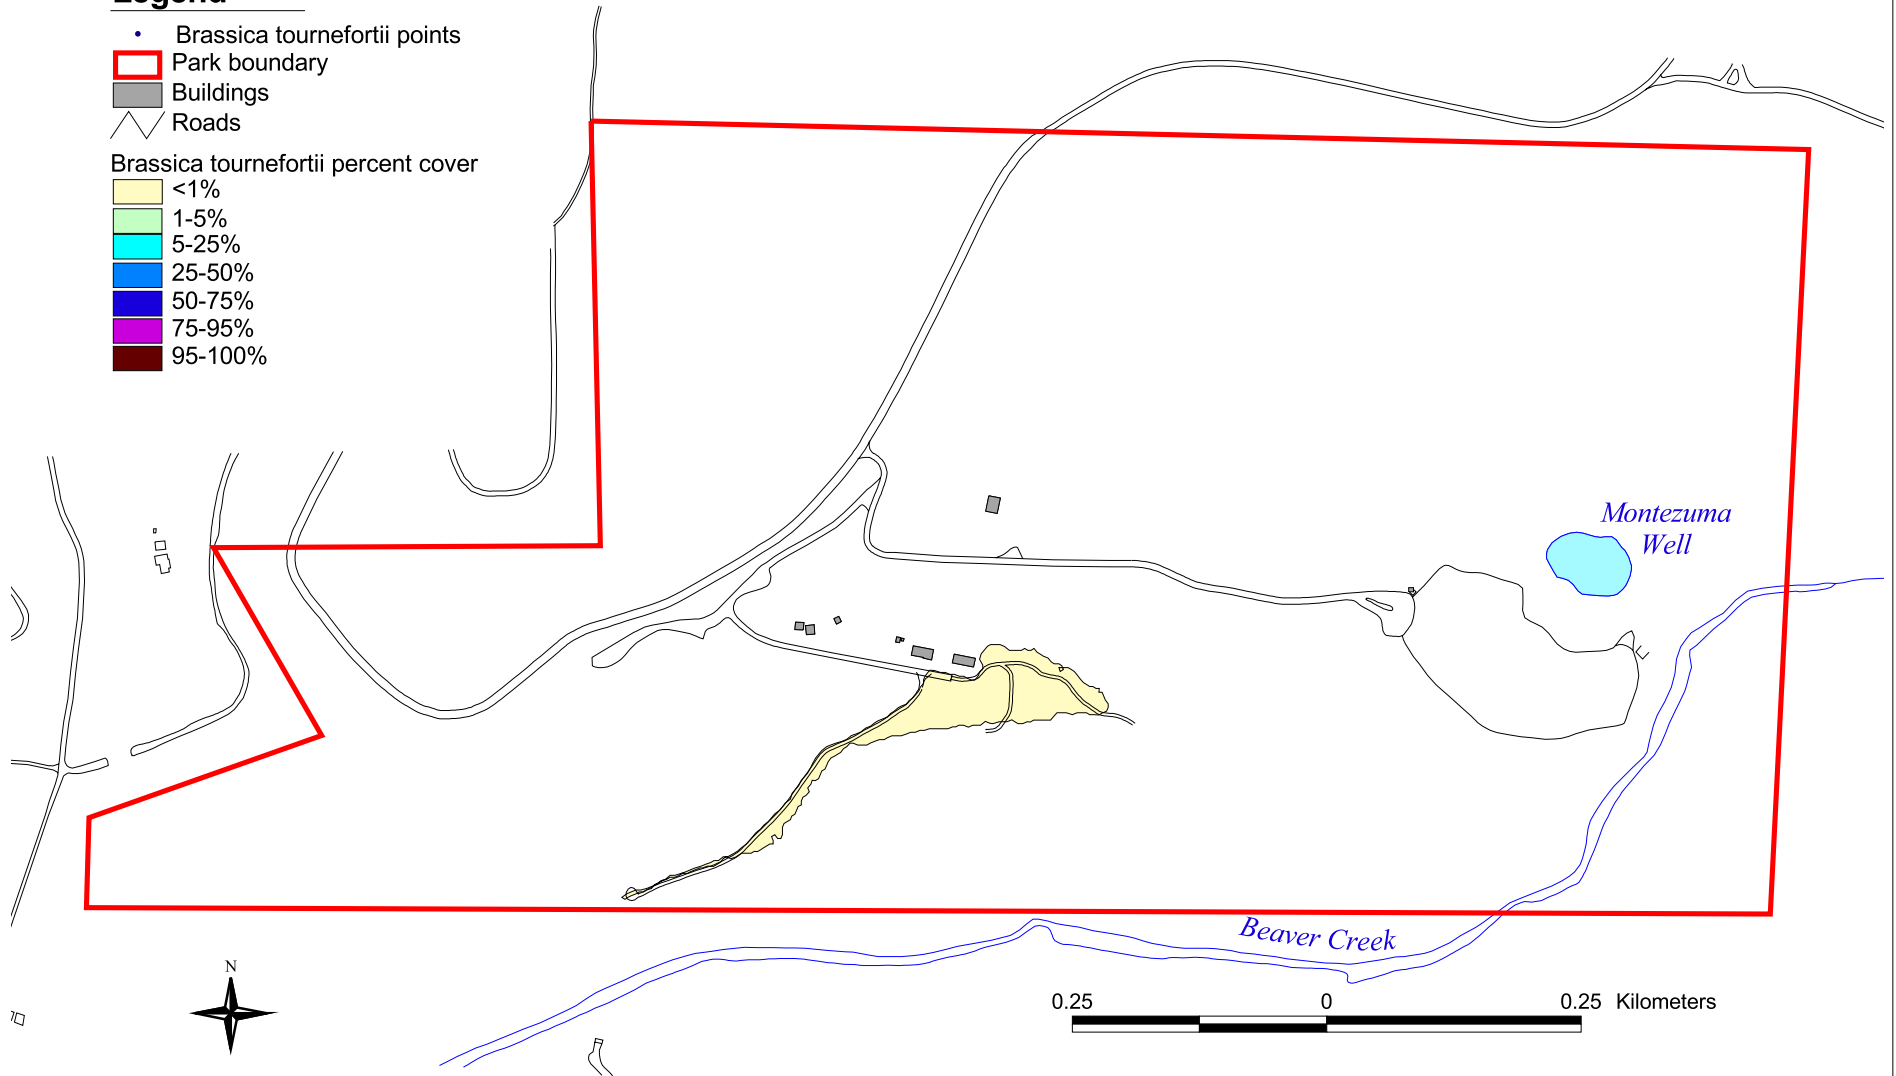 Legend
Brassica tournefortii points
Park boundary
Buildings
Roads
Brassica tournefortii percent cover
<1%
1-5%
5-25%
25-50%
50-75%
75-95%
95-100%
Montezuma
Well
Beaver Creek
N
0.25 0 0.25 Kilometers